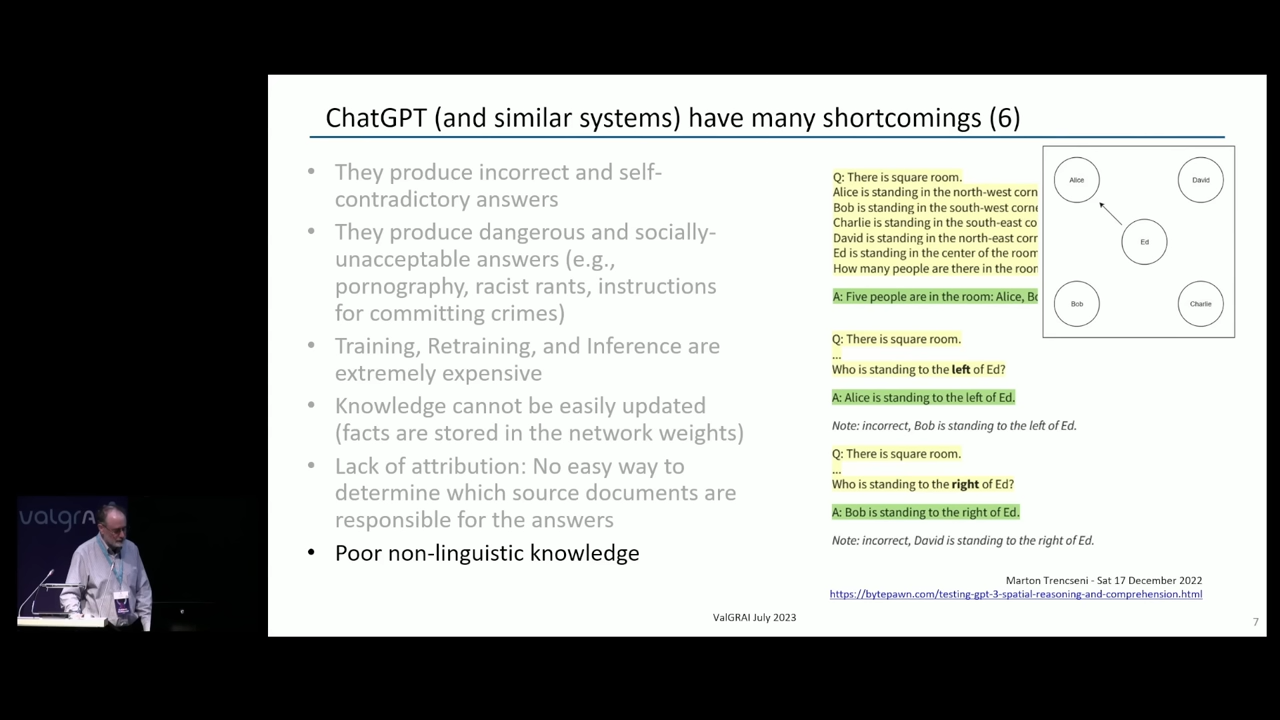 ChatGPT (and similar systems) have many shortcomings (6)
• They produce incorrect and self-
contradictory answers
• They produce dangerous and socially-
unacceptable answers (e.g.,
pornography, racist rants, instructions
for committing crimes)
• Training, Retraining, and Inference are
extremely expensive
• Knowledge cannot be easily updated
(facts are stored in the network weights)
• Lack of attribution: No easy way to
determine which source documents are
responsible for the answers
• Poor non-linguistic knowledge
Q: There is square room.
Alice is standing in the north-west corn
Bob is standing in the south-west corne
Charlie is standing in the south-east co
David is standing in the north-east corr
Ed is standing in the center of the room
How many people are there in the roor
A: Five people are in the room: Alice, Bo
Q: There is square room.
...
Who is standing to the left of Ed?
A: Alice is standing to the left of Ed.
Note: incorrect, Bob is standing to the left of Ed.
Q: There is square room.
...
Who is standing to the right of Ed?
A: Bob is standing to the right of Ed.
Note: incorrect, David is standing to the right of Ed.
Alice
David
Ed
Bob
Charlie
Marton Trencseni - Sat 17 December 2022
https://bytepawn.com/testing-gpt-3-spatial-reasoning-and-comprehension.html
ValGRAI July 2023
7
valgrA